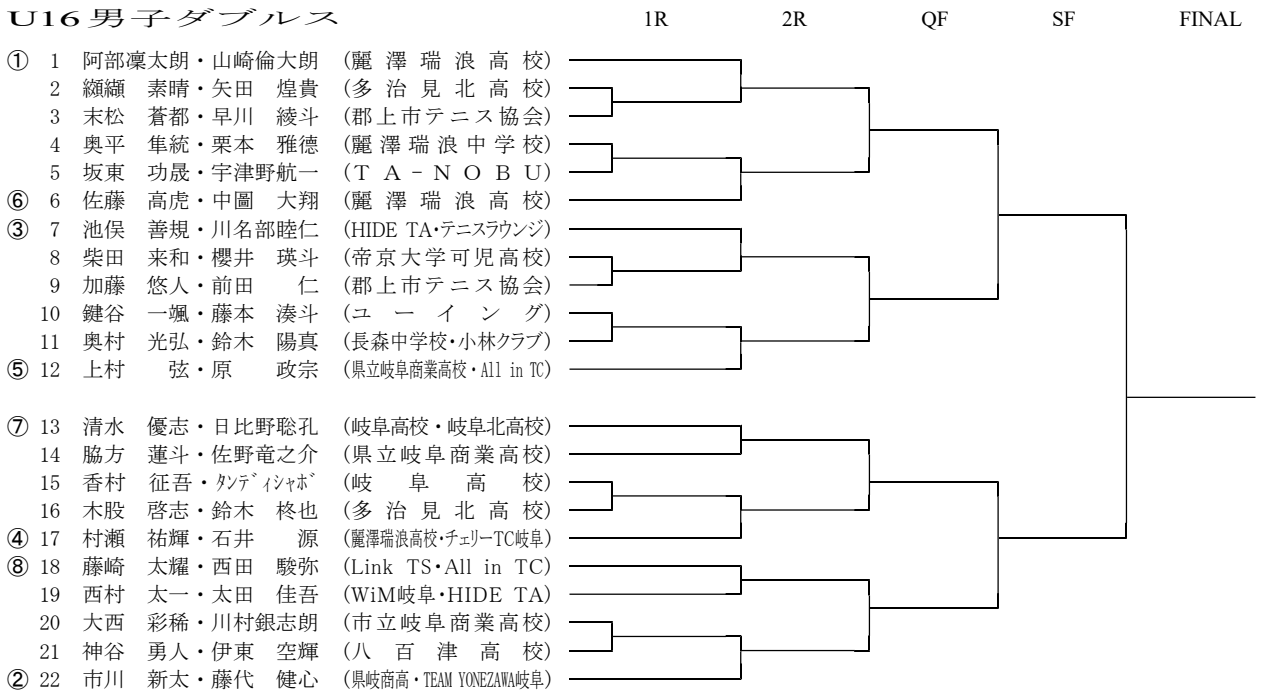 U16男子ダブルス 1R 2R QF SF FINAL
① 1 阿部凜太朗・山崎倫大朗 (麗澤瑞浪高校)
2 纐纈 素晴・矢田 煌貴 (多治見北高校)
3 末松 蒼都・早川 綾斗 (郡上市テニス協会)
4 奥平 隼統・栗本 雅德 (麗澤瑞浪中学校)
5 坂東 功晟・宇津野航一 (TA-NOBU)
⑥ 6 佐藤 高虎・中圖 大翔 (麗澤瑞浪高校)
③ 7 池俣 善規・川名部睦仁 (HIDE TA・テニスラウンジ)
8 柴田 来和・櫻井 瑛斗 (帝京大学可児高校)
9 加藤 悠人・前田 仁 (郡上市テニス協会)
10 鍵谷 一颯・藤本 湊斗 (ユーイング)
11 奥村 光弘・鈴木 陽真 (長森中学校・小林クラブ)
⑤ 12 上村 弦・原 政宗 (県立岐阜商業高校・All in TC)
⑦ 13 清水 優志・日比野聡孔 (岐阜高校・岐阜北高校)
14 脇方 蓮斗・佐野竜之介 (県立岐阜商業高校)
15 香村 征吾・タンディシャボ (岐阜高校)
16 木股 啓志・鈴木 柊也 (多治見北高校)
④ 17 村瀬 祐輝・石井 源 (麗澤瑞浪高校・チェリーTC岐阜)
⑧ 18 藤崎 太耀・西田 駿弥 (Link TS・All in TC)
19 西村 太一・太田 佳吾 (WiM岐阜・HIDE TA)
20 大西 彩稀・川村銀志朗 (市立岐阜商業高校)
21 神谷 勇人・伊東 空輝 (八百津高校)
② 22 市川 新太・藤代 健心 (県岐商高・TEAM YONEZAWA岐阜)